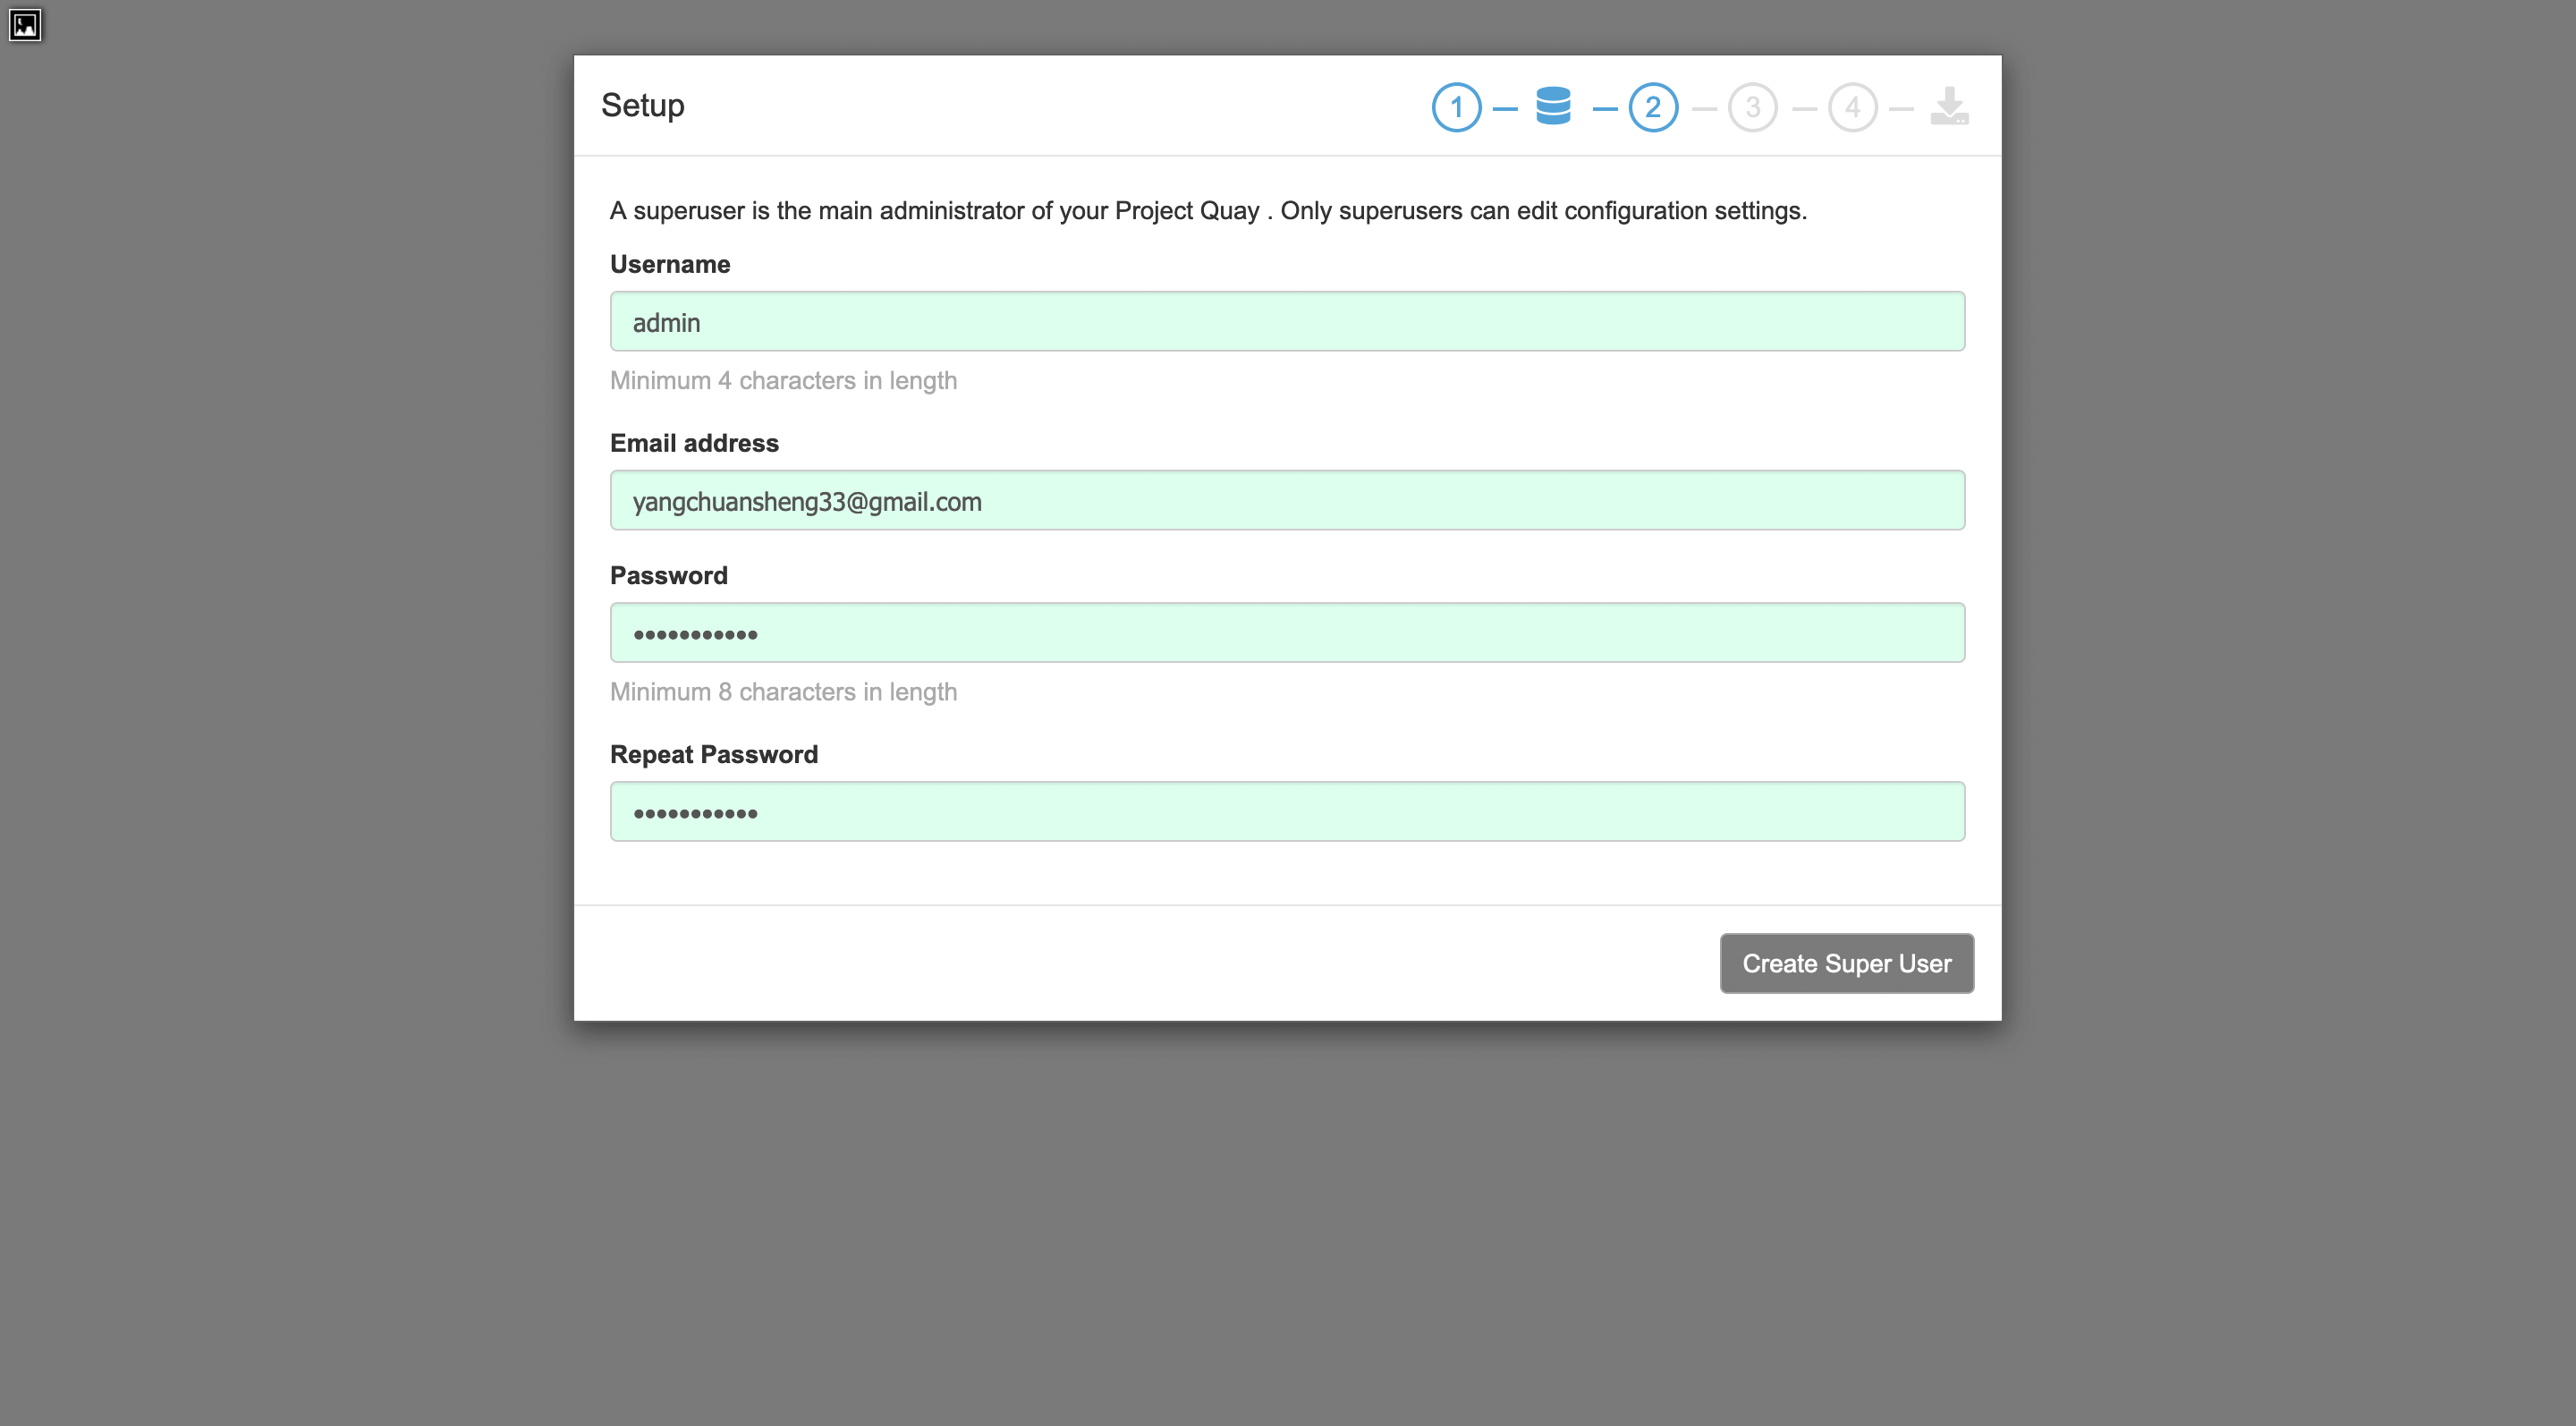 Setup
1 2 3 4
A superuser is the main administrator of your Project Quay . Only superusers can edit configuration settings.
Username
admin
Minimum 4 characters in length
Email address
yangchuansheng33@gmail.com
Password
•••••••••••
Minimum 8 characters in length
Repeat Password
•••••••••••
Create Super User